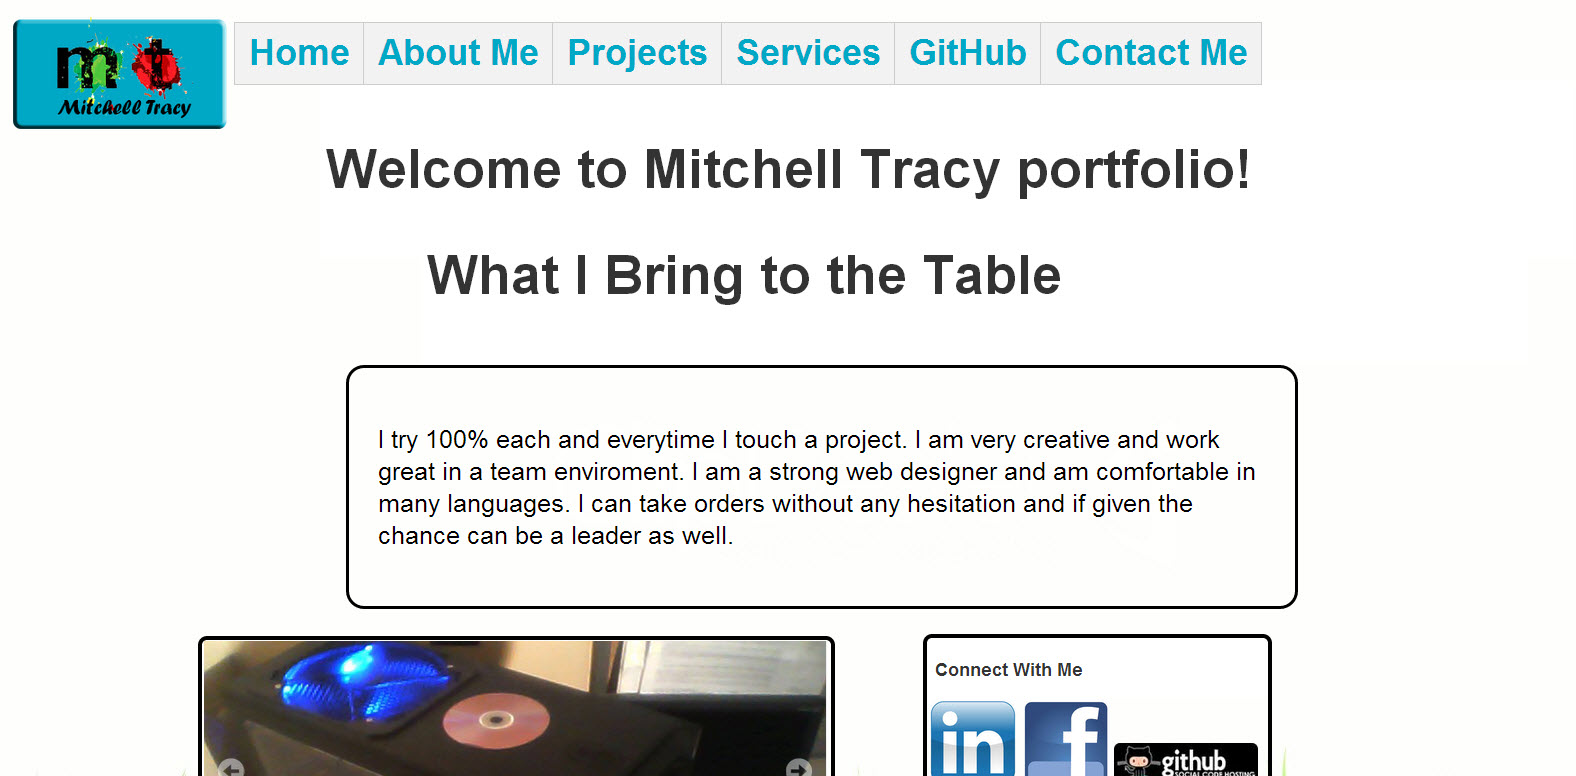 mt
Mitchell Tracy
Home About Me Projects Services GitHub Contact Me
Welcome to Mitchell Tracy portfolio!
What I Bring to the Table
I try 100% each and everytime I touch a project. I am very creative and work
great in a team enviroment. I am a strong web designer and am comfortable in
many languages. I can take orders without any hesitation and if given the
chance can be a leader as well.
Connect With Me
in f github
SOCIAL CODE HOSTING